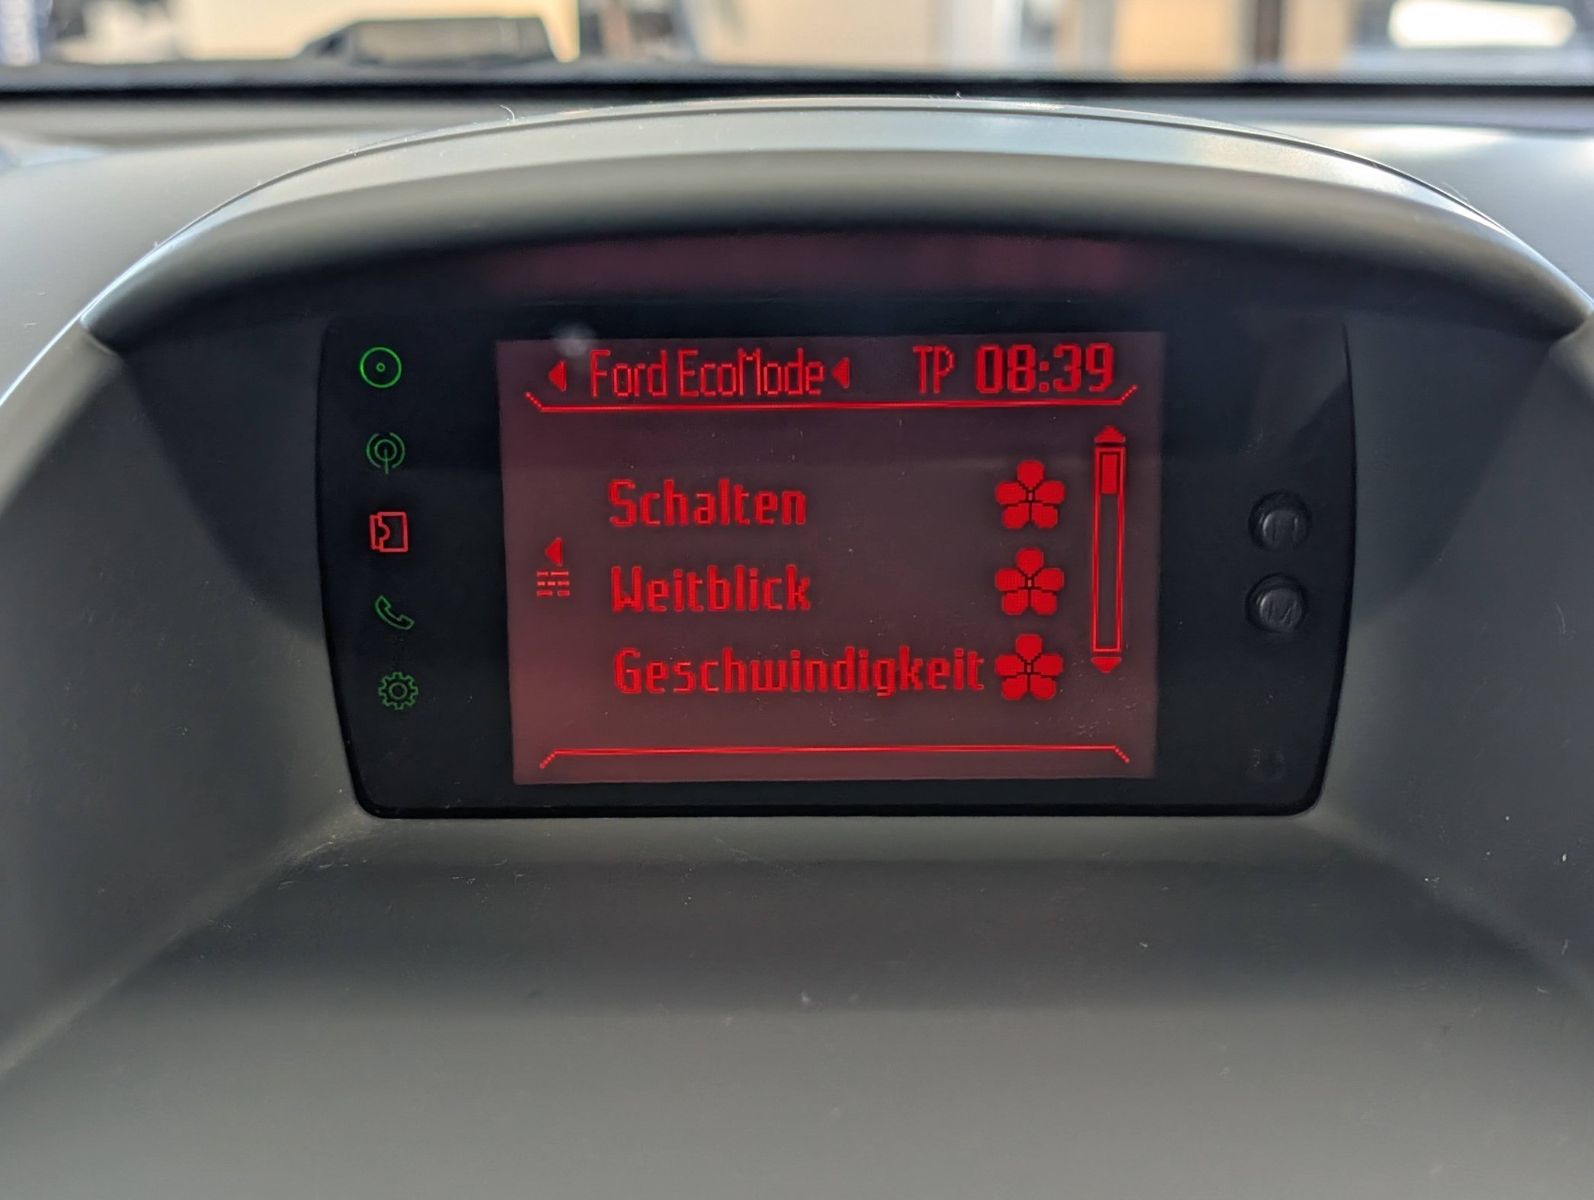 Ford EcoMode TP 08:39
Schalten
Weitblick
Geschwindigkeit